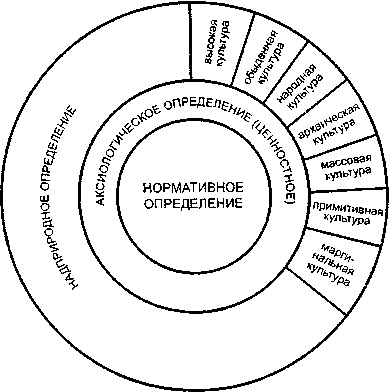 НАДПРИРОДНОЕ ОПРЕДЕЛЕНИЕ
АКСИОЛОГИЧЕСКОЕ ОПРЕДЕЛЕНИЕ (ЦЕННОСТНОЕ)
НОРМАТИВНОЕ
ОПРЕДЕЛЕНИЕ
высокая
культура
обыденная
культура
народная
культура
архаическая
культура
массовая
культура
примитивная
культура
марги-
нальная
культура